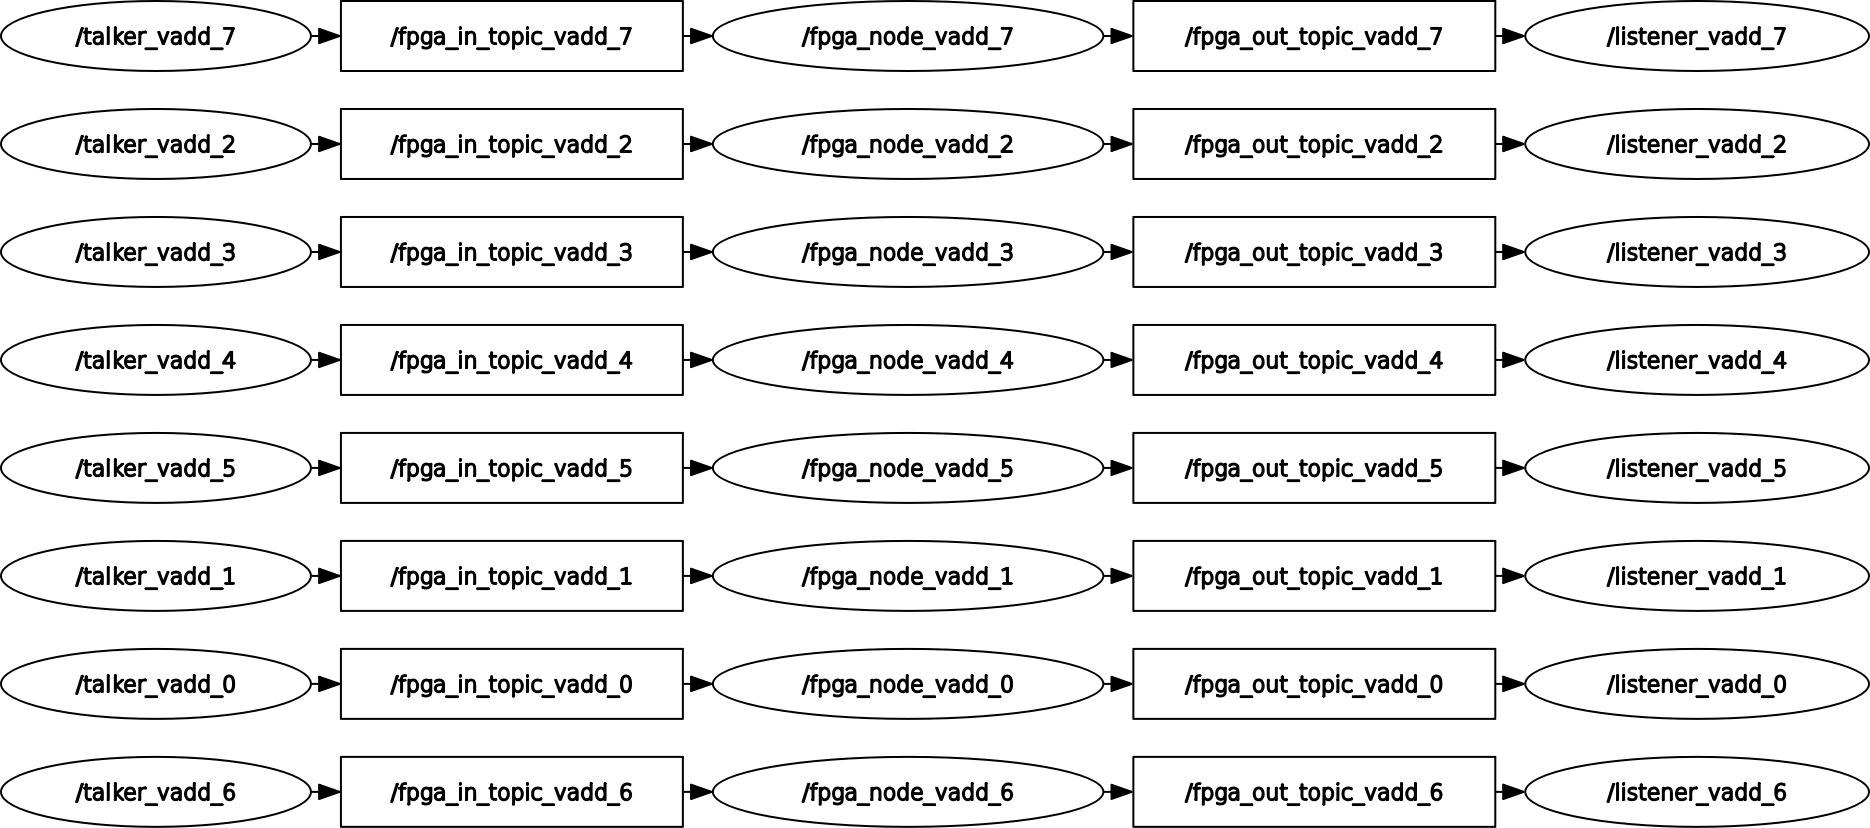 /talker_vadd_7 /fpga_in_topic_vadd_7 /fpga_node_vadd_7 /fpga_out_topic_vadd_7 /listener_vadd_7
/talker_vadd_2 /fpga_in_topic_vadd_2 /fpga_node_vadd_2 /fpga_out_topic_vadd_2 /listener_vadd_2
/talker_vadd_3 /fpga_in_topic_vadd_3 /fpga_node_vadd_3 /fpga_out_topic_vadd_3 /listener_vadd_3
/talker_vadd_4 /fpga_in_topic_vadd_4 /fpga_node_vadd_4 /fpga_out_topic_vadd_4 /listener_vadd_4
/talker_vadd_5 /fpga_in_topic_vadd_5 /fpga_node_vadd_5 /fpga_out_topic_vadd_5 /listener_vadd_5
/talker_vadd_1 /fpga_in_topic_vadd_1 /fpga_node_vadd_1 /fpga_out_topic_vadd_1 /listener_vadd_1
/talker_vadd_0 /fpga_in_topic_vadd_0 /fpga_node_vadd_0 /fpga_out_topic_vadd_0 /listener_vadd_0
/talker_vadd_6 /fpga_in_topic_vadd_6 /fpga_node_vadd_6 /fpga_out_topic_vadd_6 /listener_vadd_6